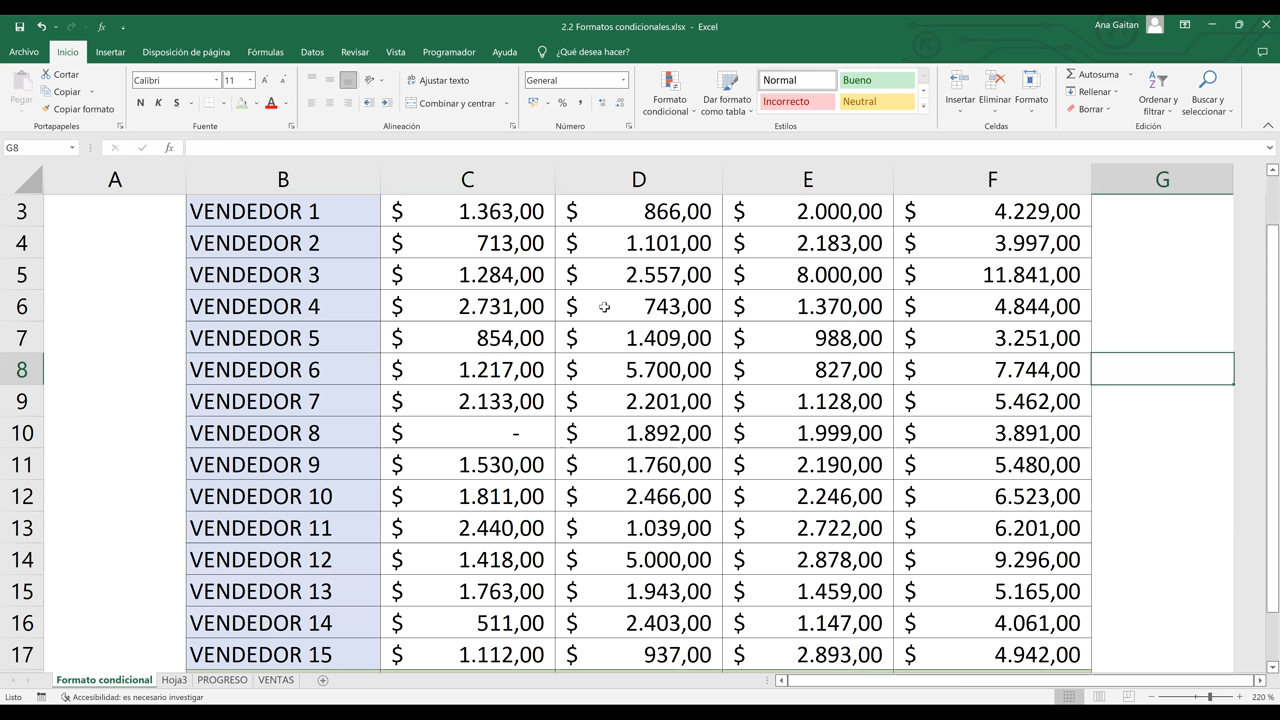 2.2 Formatos condicionales.xlsx - Excel
Ana Gaitan
Archivo Inicio Insertar Disposición de página Fórmulas Datos Revisar Vista Programador Ayuda ¿Qué desea hacer?
Pegar
Cortar
Copiar
Copiar formato
Portapapeles
Calibri 11
N K S
Fuente
Ajustar texto
Combinar y centrar
Alineación
General
Número
Formato condicional
Dar formato como tabla
Normal Bueno
Incorrecto Neutral
Estilos
Insertar Eliminar Formato
Celdas
Autosuma
Rellenar
Borrar
Ordenar y filtrar
Buscar y seleccionar
Edición
G8 fx
A B C D E F G
3 VENDEDOR 1 $ 1.363,00 $ 866,00 $ 2.000,00 $ 4.229,00
4 VENDEDOR 2 $ 713,00 $ 1.101,00 $ 2.183,00 $ 3.997,00
5 VENDEDOR 3 $ 1.284,00 $ 2.557,00 $ 8.000,00 $ 11.841,00
6 VENDEDOR 4 $ 2.731,00 $ 743,00 $ 1.370,00 $ 4.844,00
7 VENDEDOR 5 $ 854,00 $ 1.409,00 $ 988,00 $ 3.251,00
8 VENDEDOR 6 $ 1.217,00 $ 5.700,00 $ 827,00 $ 7.744,00
9 VENDEDOR 7 $ 2.133,00 $ 2.201,00 $ 1.128,00 $ 5.462,00
10 VENDEDOR 8 $ - $ 1.892,00 $ 1.999,00 $ 3.891,00
11 VENDEDOR 9 $ 1.530,00 $ 1.760,00 $ 2.190,00 $ 5.480,00
12 VENDEDOR 10 $ 1.811,00 $ 2.466,00 $ 2.246,00 $ 6.523,00
13 VENDEDOR 11 $ 2.440,00 $ 1.039,00 $ 2.722,00 $ 6.201,00
14 VENDEDOR 12 $ 1.418,00 $ 5.000,00 $ 2.878,00 $ 9.296,00
15 VENDEDOR 13 $ 1.763,00 $ 1.943,00 $ 1.459,00 $ 5.165,00
16 VENDEDOR 14 $ 511,00 $ 2.403,00 $ 1.147,00 $ 4.061,00
17 VENDEDOR 15 $ 1.112,00 $ 937,00 $ 2.893,00 $ 4.942,00
Formato condicional Hoja3 PROGRESO VENTAS
Listo Accesibilidad: es necesario investigar 220 %